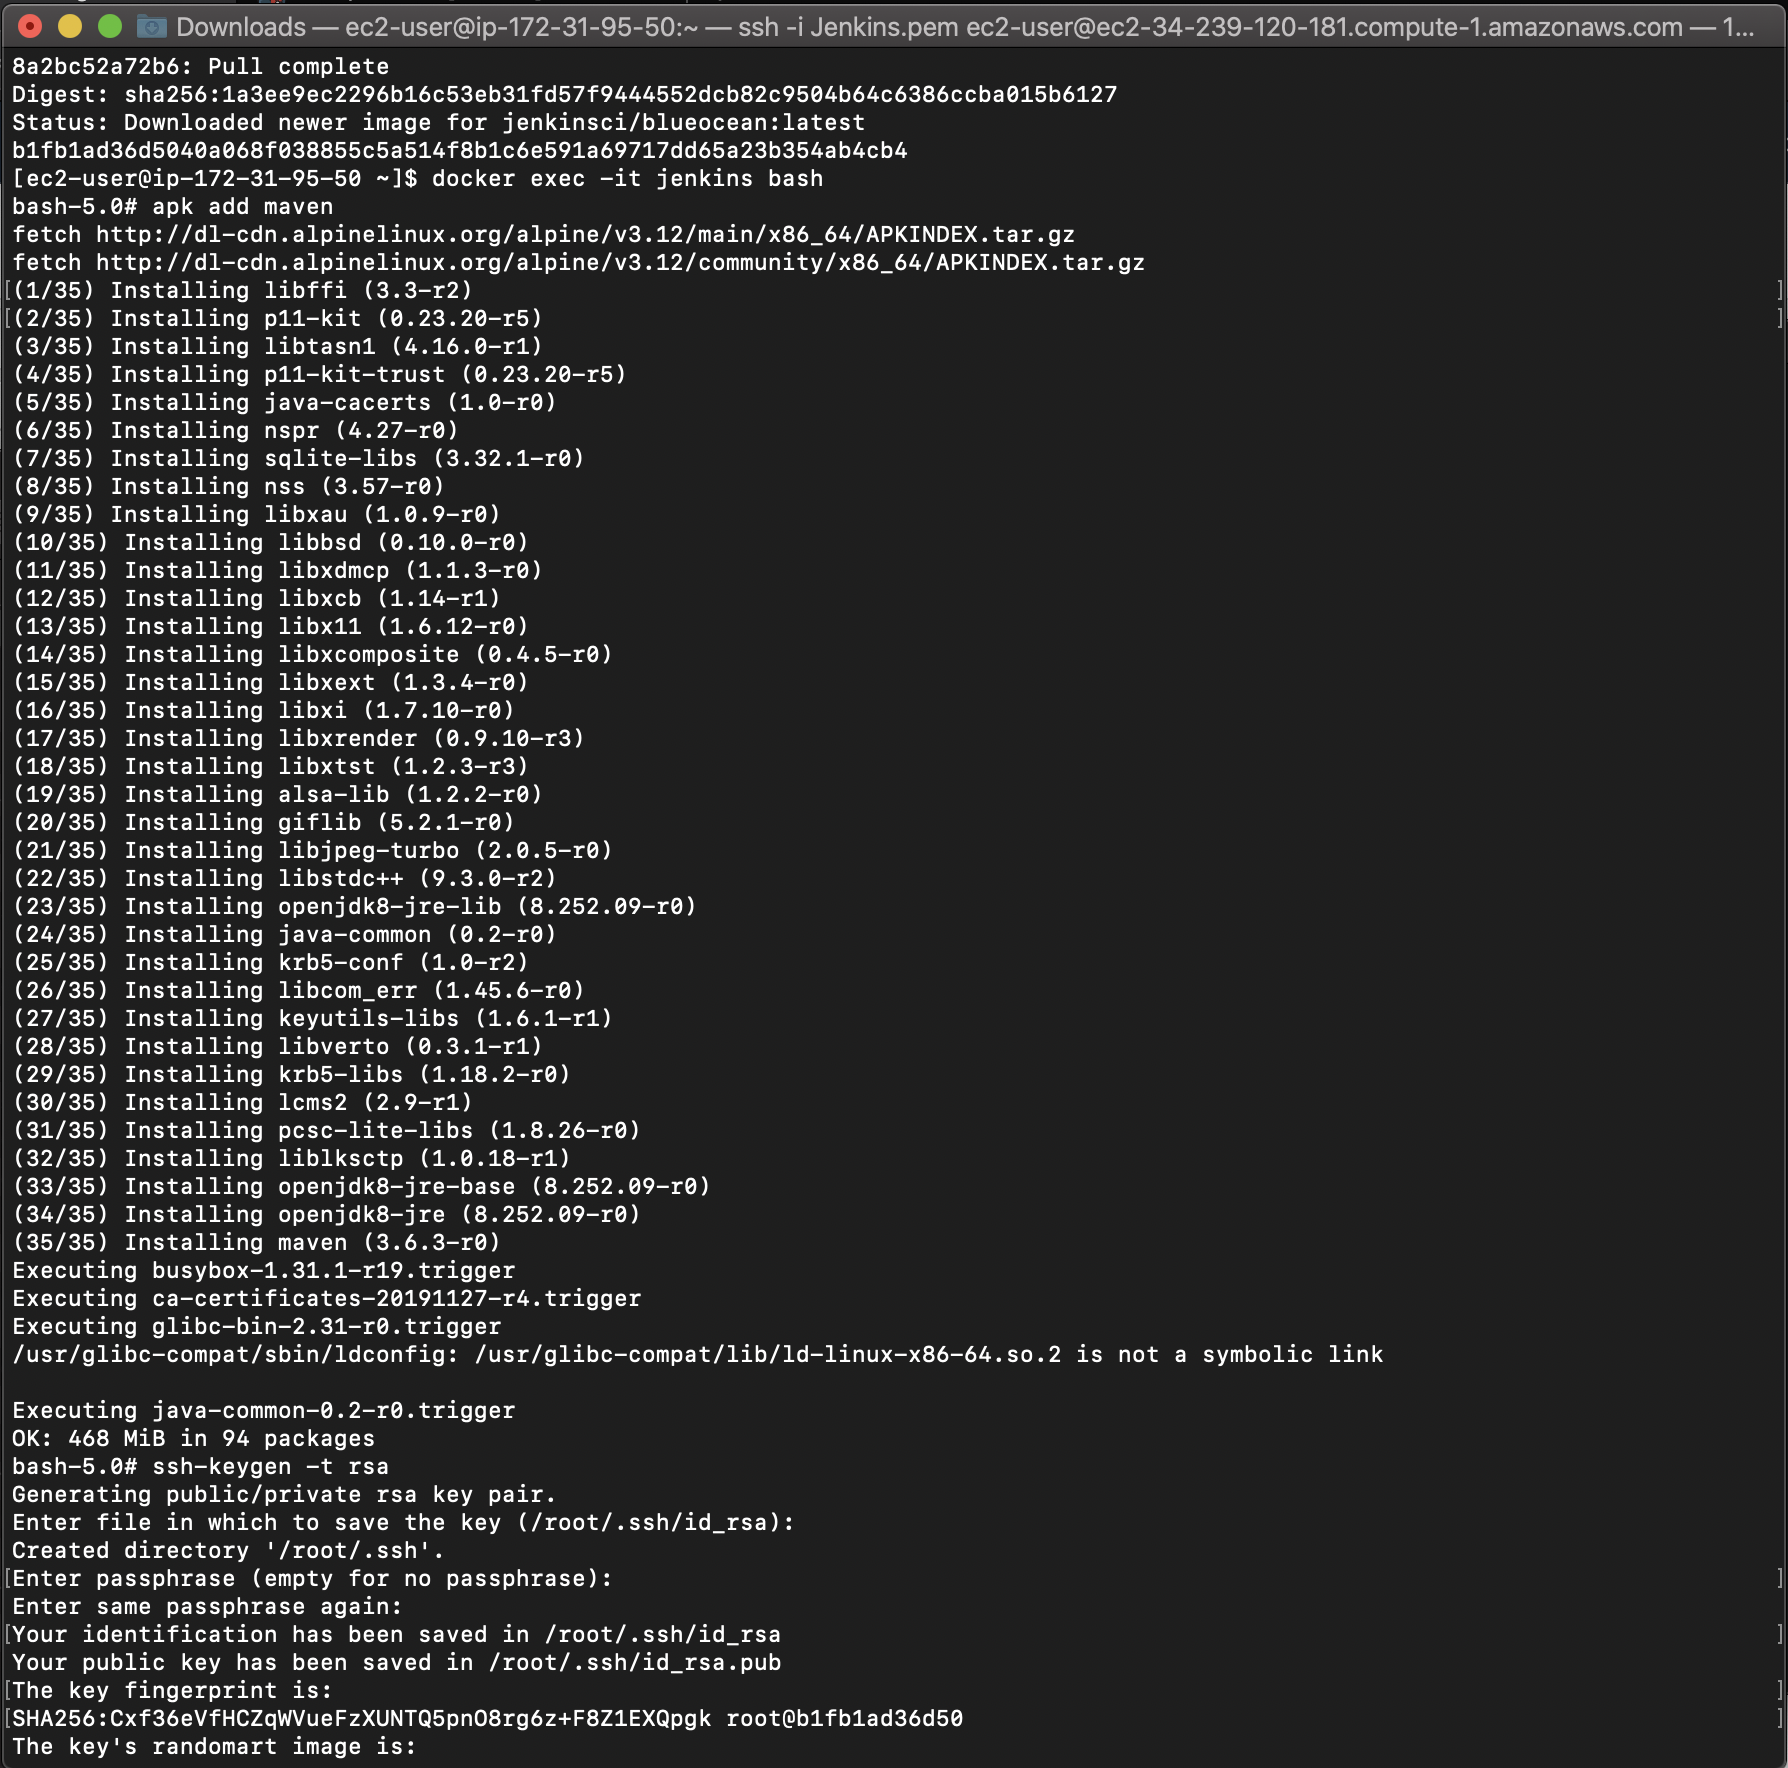 Downloads — ec2-user@ip-172-31-95-50:~ — ssh -i Jenkins.pem ec2-user@ec2-34-239-120-181.compute-1.amazonaws.com — 1...
8a2bc52a72b6: Pull complete
Digest: sha256:1a3ee9ec2296b16c53eb31fd57f9444552dcb82c9504b64c6386ccba015b6127
Status: Downloaded newer image for jenkinsci/blueocean:latest
b1fb1ad36d5040a068f038855c5a514f8b1c6e591a69717dd65a23b354ab4cb4
[ec2-user@ip-172-31-95-50 ~]$ docker exec -it jenkins bash
bash-5.0# apk add maven
fetch http://dl-cdn.alpinelinux.org/alpine/v3.12/main/x86_64/APKINDEX.tar.gz
fetch http://dl-cdn.alpinelinux.org/alpine/v3.12/community/x86_64/APKINDEX.tar.gz
[(1/35) Installing libffi (3.3-r2) ]
[(2/35) Installing p11-kit (0.23.20-r5) ]
(3/35) Installing libtasn1 (4.16.0-r1)
(4/35) Installing p11-kit-trust (0.23.20-r5)
(5/35) Installing java-cacerts (1.0-r0)
(6/35) Installing nspr (4.27-r0)
(7/35) Installing sqlite-libs (3.32.1-r0)
(8/35) Installing nss (3.57-r0)
(9/35) Installing libxau (1.0.9-r0)
(10/35) Installing libbsd (0.10.0-r0)
(11/35) Installing libxdmcp (1.1.3-r0)
(12/35) Installing libxcb (1.14-r1)
(13/35) Installing libx11 (1.6.12-r0)
(14/35) Installing libxcomposite (0.4.5-r0)
(15/35) Installing libxext (1.3.4-r0)
(16/35) Installing libxi (1.7.10-r0)
(17/35) Installing libxrender (0.9.10-r3)
(18/35) Installing libxtst (1.2.3-r3)
(19/35) Installing alsa-lib (1.2.2-r0)
(20/35) Installing giflib (5.2.1-r0)
(21/35) Installing libjpeg-turbo (2.0.5-r0)
(22/35) Installing libstdc++ (9.3.0-r2)
(23/35) Installing openjdk8-jre-lib (8.252.09-r0)
(24/35) Installing java-common (0.2-r0)
(25/35) Installing krb5-conf (1.0-r2)
(26/35) Installing libcom_err (1.45.6-r0)
(27/35) Installing keyutils-libs (1.6.1-r1)
(28/35) Installing libverto (0.3.1-r1)
(29/35) Installing krb5-libs (1.18.2-r0)
(30/35) Installing lcms2 (2.9-r1)
(31/35) Installing pcsc-lite-libs (1.8.26-r0)
(32/35) Installing liblksctp (1.0.18-r1)
(33/35) Installing openjdk8-jre-base (8.252.09-r0)
(34/35) Installing openjdk8-jre (8.252.09-r0)
(35/35) Installing maven (3.6.3-r0)
Executing busybox-1.31.1-r19.trigger
Executing ca-certificates-20191127-r4.trigger
Executing glibc-bin-2.31-r0.trigger
/usr/glibc-compat/sbin/ldconfig: /usr/glibc-compat/lib/ld-linux-x86-64.so.2 is not a symbolic link
Executing java-common-0.2-r0.trigger
OK: 468 MiB in 94 packages
bash-5.0# ssh-keygen -t rsa
Generating public/private rsa key pair.
Enter file in which to save the key (/root/.ssh/id_rsa):
Created directory '/root/.ssh'.
[Enter passphrase (empty for no passphrase): ]
Enter same passphrase again:
[Your identification has been saved in /root/.ssh/id_rsa ]
Your public key has been saved in /root/.ssh/id_rsa.pub
[The key fingerprint is: ]
[SHA256:Cxf36eVfHCZqWVueFzXUNTQ5pnO8rg6z+F8Z1EXQpgk root@b1fb1ad36d50 ]
The key's randomart image is: